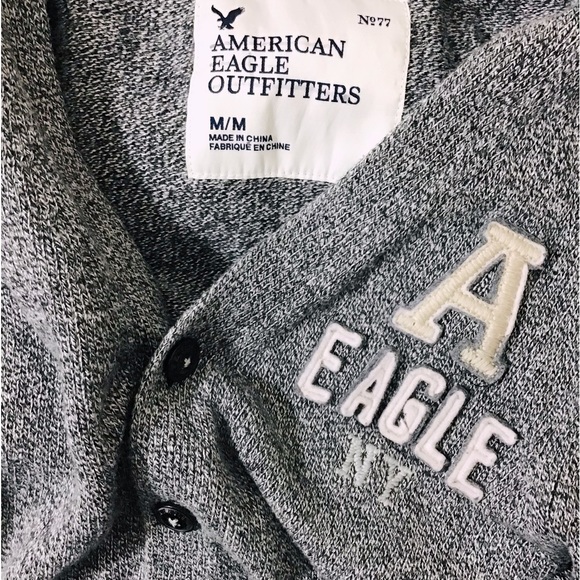 Nº77
AMERICAN
EAGLE
OUTFITTERS
M/M
MADE IN CHINA
FABRIQUÉ EN CHINE
A
EAGLE
NY